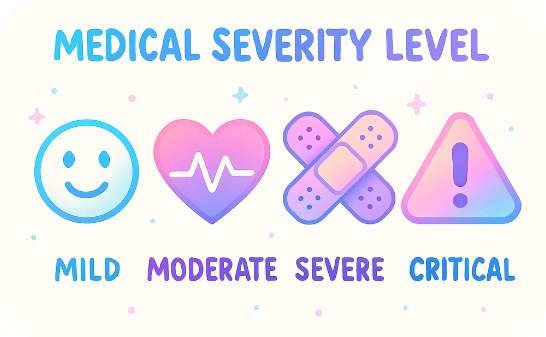 MEDICAL SEVERITY LEVEL
MILD MODERATE SEVERE CRITICAL